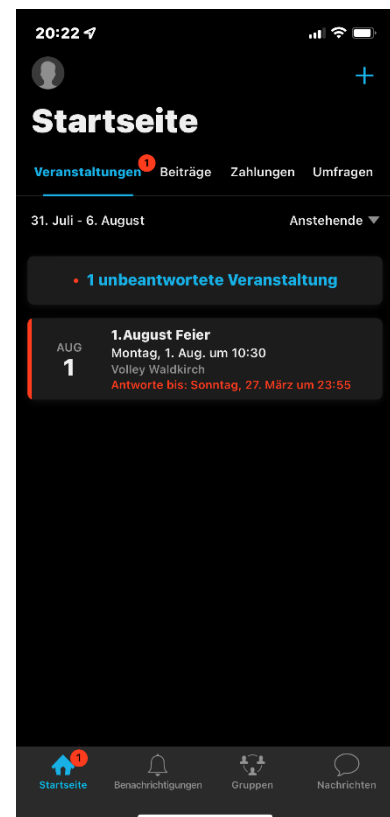 20:22
Startseite
Veranstaltungen 1 Beiträge Zahlungen Umfragen
31. Juli - 6. August Anstehende
• 1 unbeantwortete Veranstaltung
AUG
1
1.August Feier
Montag, 1. Aug. um 10:30
Volley Waldkirch
Antworte bis: Sonntag, 27. März um 23:55
1
Startseite Benachrichtigungen Gruppen Nachrichten